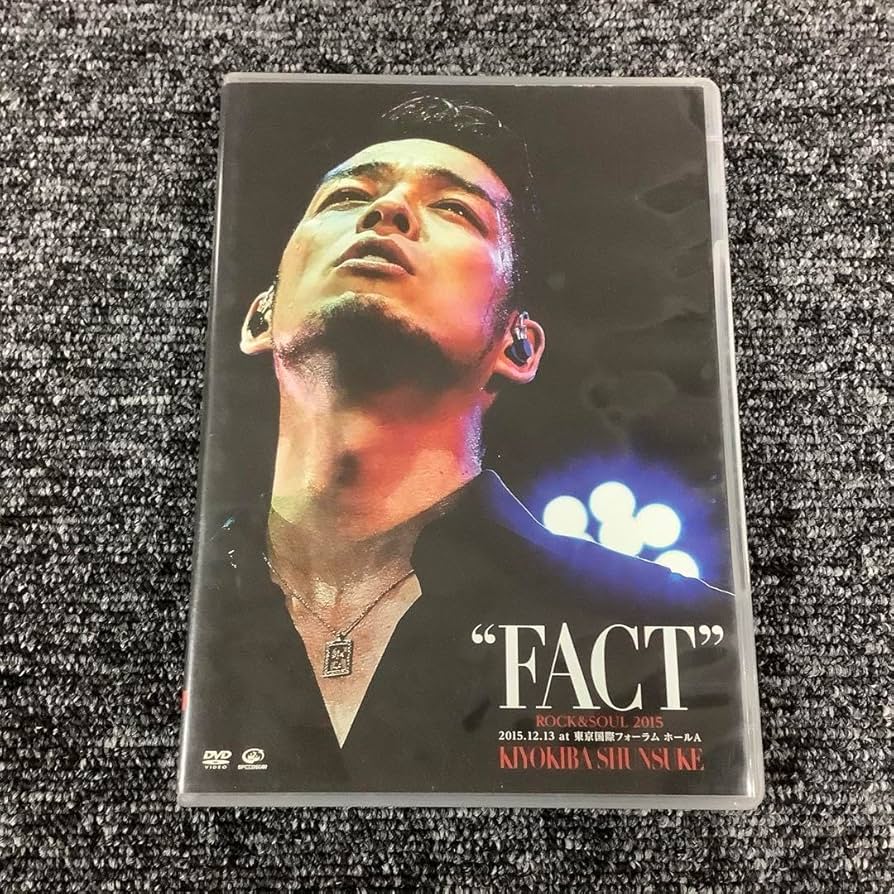 “FACT”
ROCK&SOUL 2015
2015.12.13 at 東京国際フォーラム ホールA
KIYOKIBA SHUNSUKE
DVD
VIDEO
SPEEDSTAR